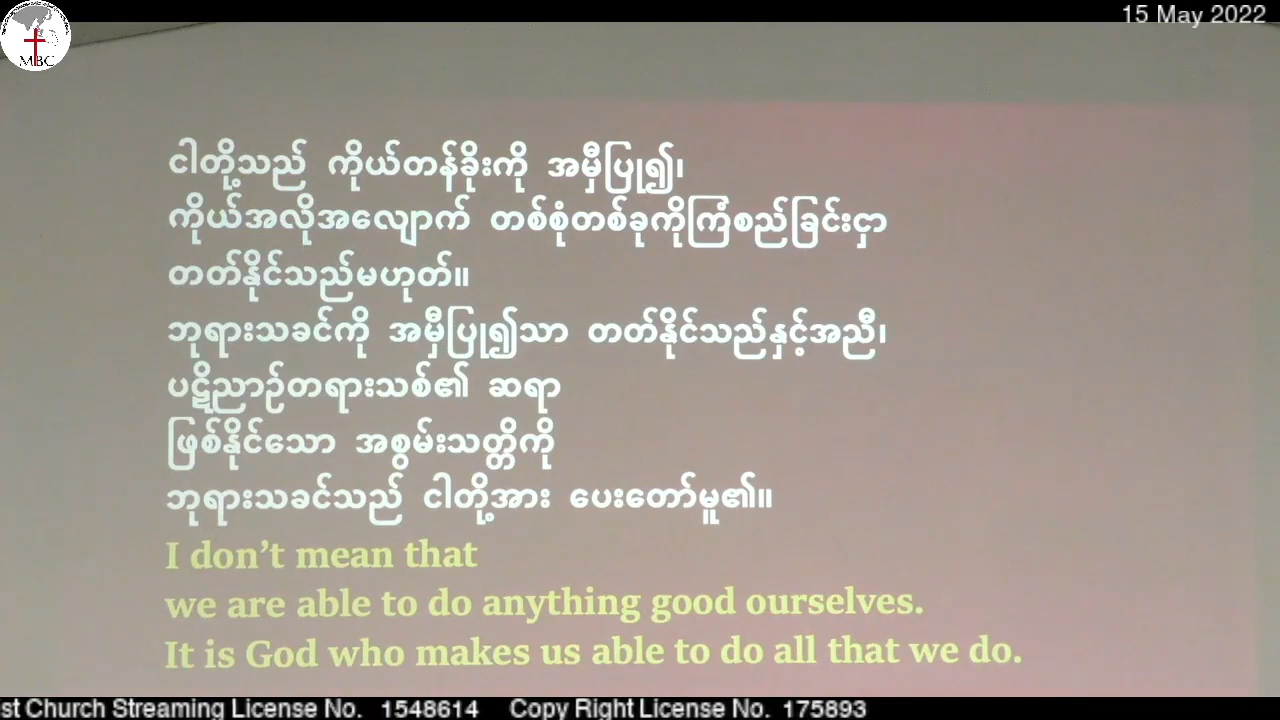 15 May 2022
MBC
ငါတို့သည် ကိုယ်တန်ခိုးကို အမှီပြု၍၊
ကိုယ်အလိုအလျောက် တစ်စုံတစ်ခုကိုကြံစည်ခြင်းငှာ
တတ်နိုင်သည်မဟုတ်။
ဘုရားသခင်ကို အမှီပြု၍သာ တတ်နိုင်သည်နှင့်အညီ၊
ပဋိညာဉ်တရားသစ်၏ ဆရာ
ဖြစ်နိုင်သော အစွမ်းသတ္တိကို
ဘုရားသခင်သည် ငါတို့အား ပေးတော်မူ၏။
I don’t mean that
we are able to do anything good ourselves.
It is God who makes us able to do all that we do.
st Church Streaming License No. 1548614 Copy Right License No. 175893